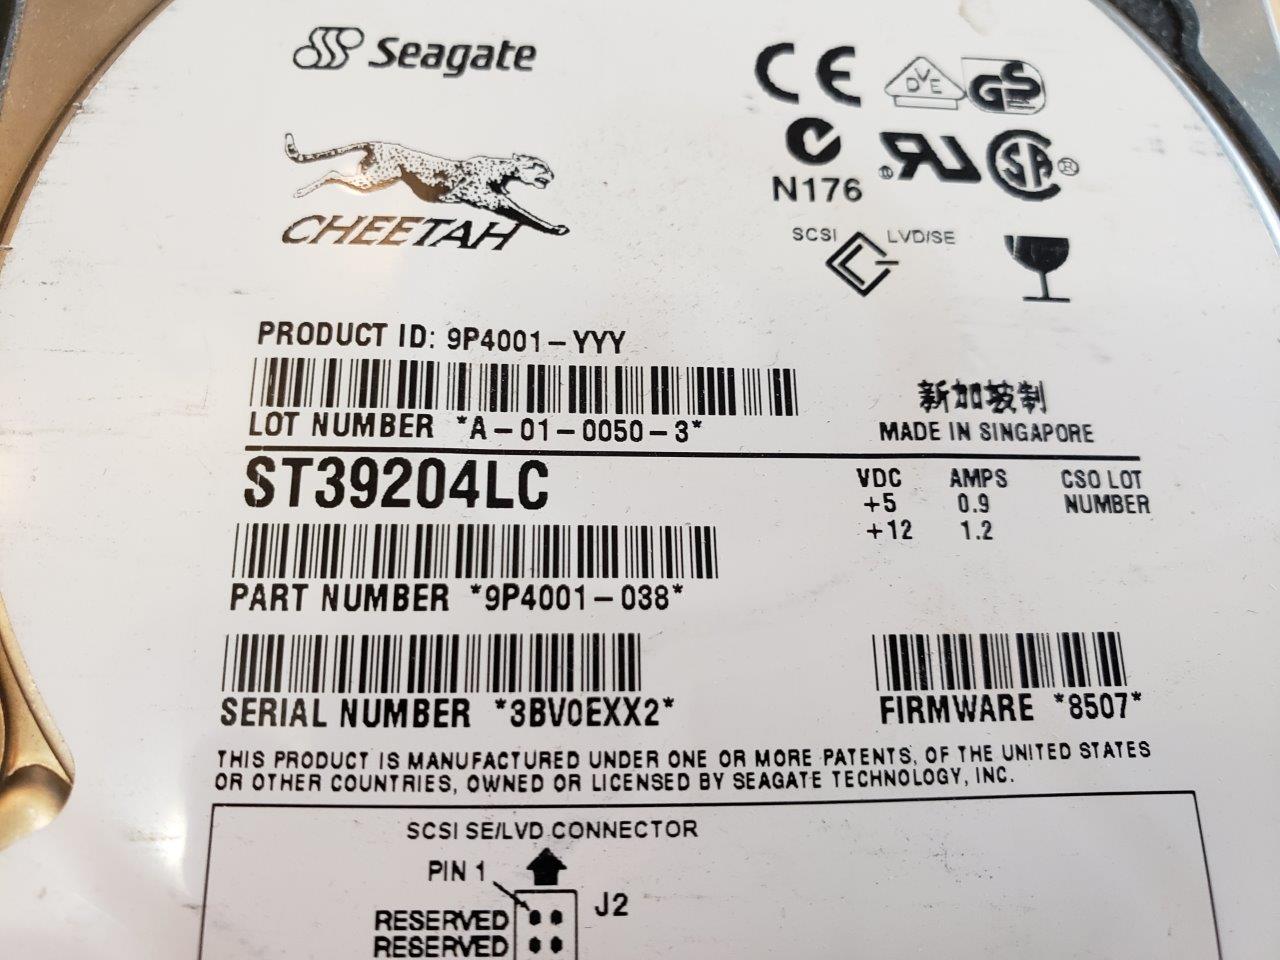 Seagate
CHEETAH
CE
DVE
GS
N176
RU
SA
®
SCSI LVD/SE
PRODUCT ID: 9P4001-YYY
LOT NUMBER *A-01-0050-3*
新加坡制
MADE IN SINGAPORE
ST39204LC
VDC AMPS CSO LOT
+5 0.9 NUMBER
+12 1.2
PART NUMBER *9P4001-038*
SERIAL NUMBER *3BV0EXX2*
FIRMWARE *8507*
THIS PRODUCT IS MANUFACTURED UNDER ONE OR MORE PATENTS, OF THE UNITED STATES
OR OTHER COUNTRIES, OWNED OR LICENSED BY SEAGATE TECHNOLOGY, INC.
SCSI SE/LVD CONNECTOR
PIN 1
J2
RESERVED
RESERVED